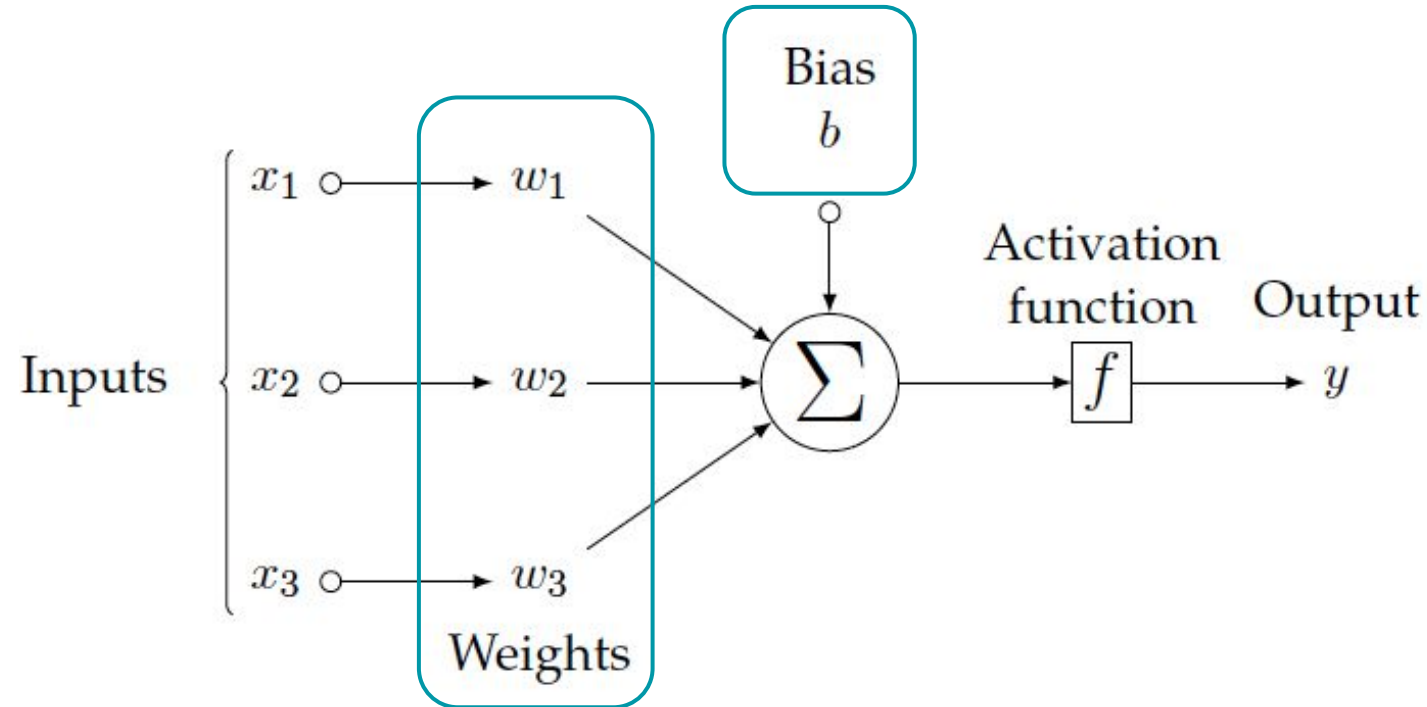 Bias
b
x1 w1
Activation
function
Output
Inputs
x2 w2
∑
f
y
x3 w3
Weights